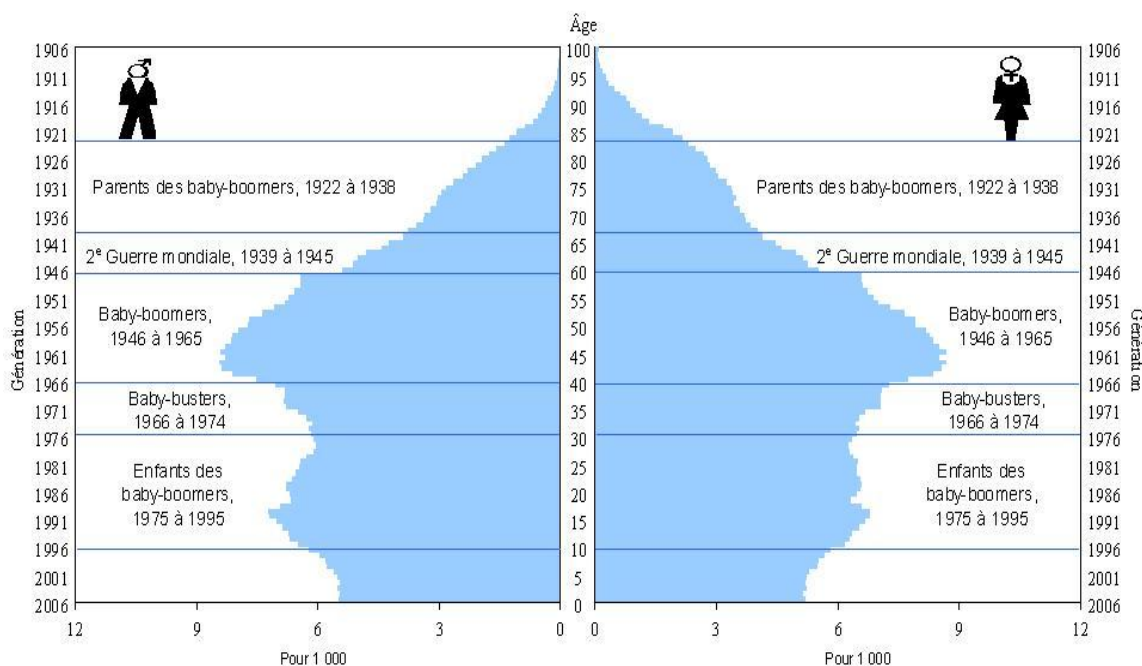 Âge
1906
1911
1916
1921
1926
1931
1936
1941
1946
1951
1956
1961
1966
1971
1976
1981
1986
1991
1996
2001
2006
Génération
Parents des baby-boomers, 1922 à 1938
2e Guerre mondiale, 1939 à 1945
Baby-boomers,
1946 à 1965
Baby-busters,
1966 à 1974
Enfants des
baby-boomers,
1975 à 1995
12 9 6 3 0
Pour 1 000
100
95
90
85
80
75
70
65
60
55
50
45
40
35
30
25
20
15
10
5
0
Parents des baby-boomers, 1922 à 1938
2e Guerre mondiale, 1939 à 1945
Baby-boomers,
1946 à 1965
Baby-busters,
1966 à 1974
Enfants des
baby-boomers,
1975 à 1995
0 3 6 9 12
Pour 1 000
1906
1911
1916
1921
1926
1931
1936
1941
1946
1951
1956
1961
1966
1971
1976
1981
1986
1991
1996
2001
2006
Génération